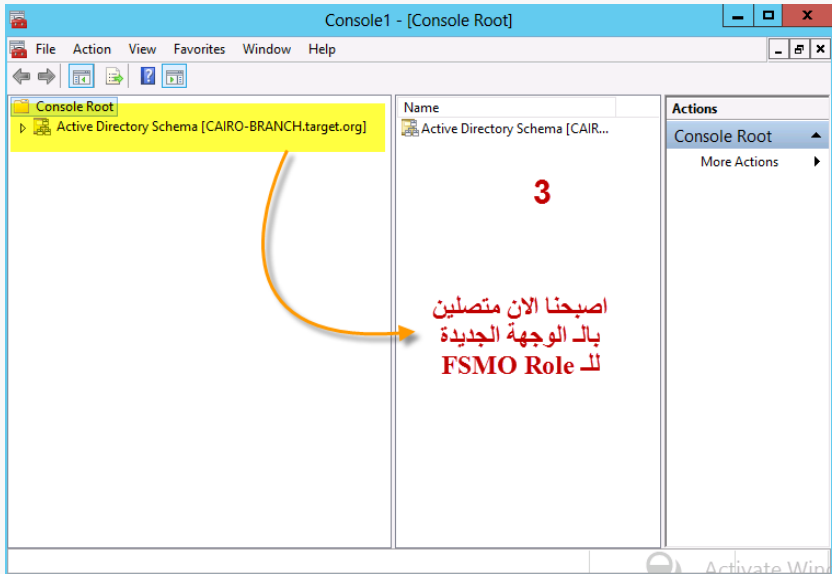 Console1 - [Console Root]
File Action View Favorites Window Help
Console Root
Active Directory Schema [CAIRO-BRANCH.target.org]
Name
Active Directory Schema [CAIR...
3
اصبحنا الان متصلين
بالـ الوجهة الجديدة
للـ FSMO Role
Actions
Console Root
More Actions
Activate Win